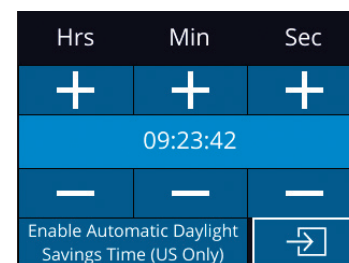 Hrs Min Sec
09:23:42
Enable Automatic Daylight
Savings Time (US Only)